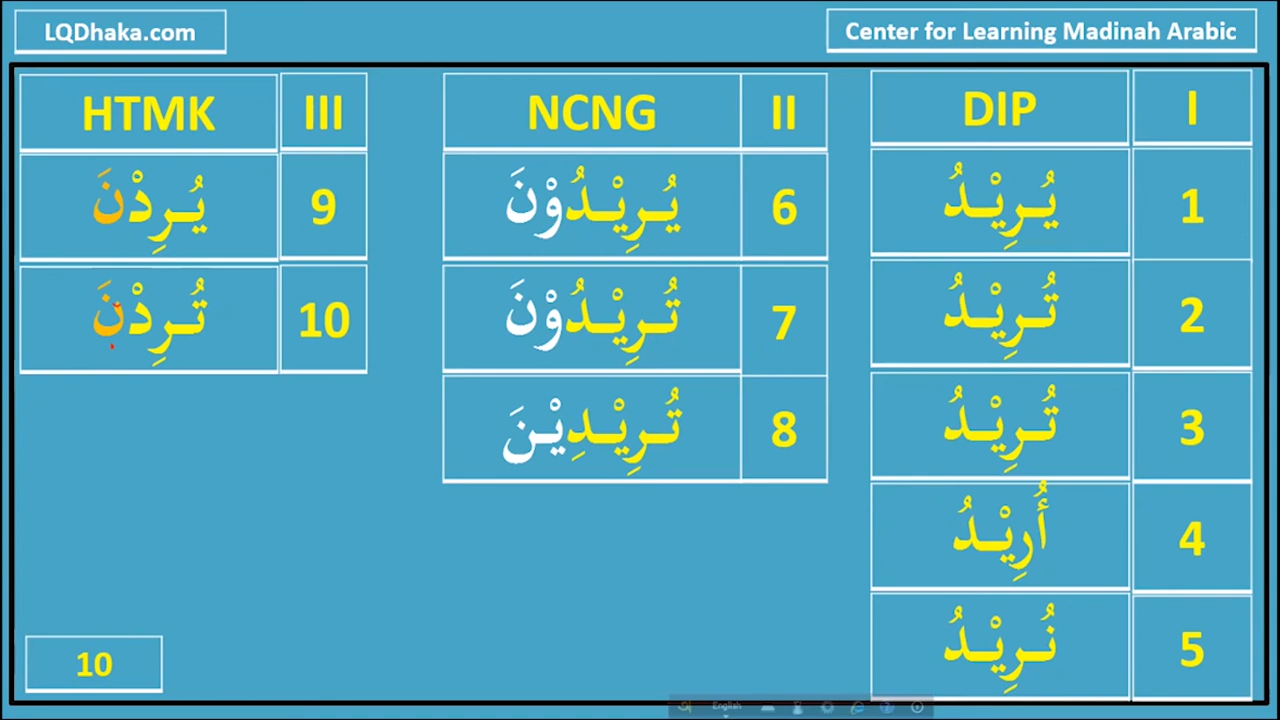 LQDhaka.com
Center for Learning Madinah Arabic
I DIP
1 يُـرِيْـدُ
2 تُـرِيْـدُ
3 تُـرِيْـدُ
4 أُرِيْـدُ
5 نُـرِيْـدُ
II NCNG
6 يُـرِيْـدُوْنَ
7 تُـرِيْـدُوْنَ
8 تُـرِيْـدِيْـنَ
III HTMK
9 يُـرِدْنَ
10 تُـرِدْنَ
10
English